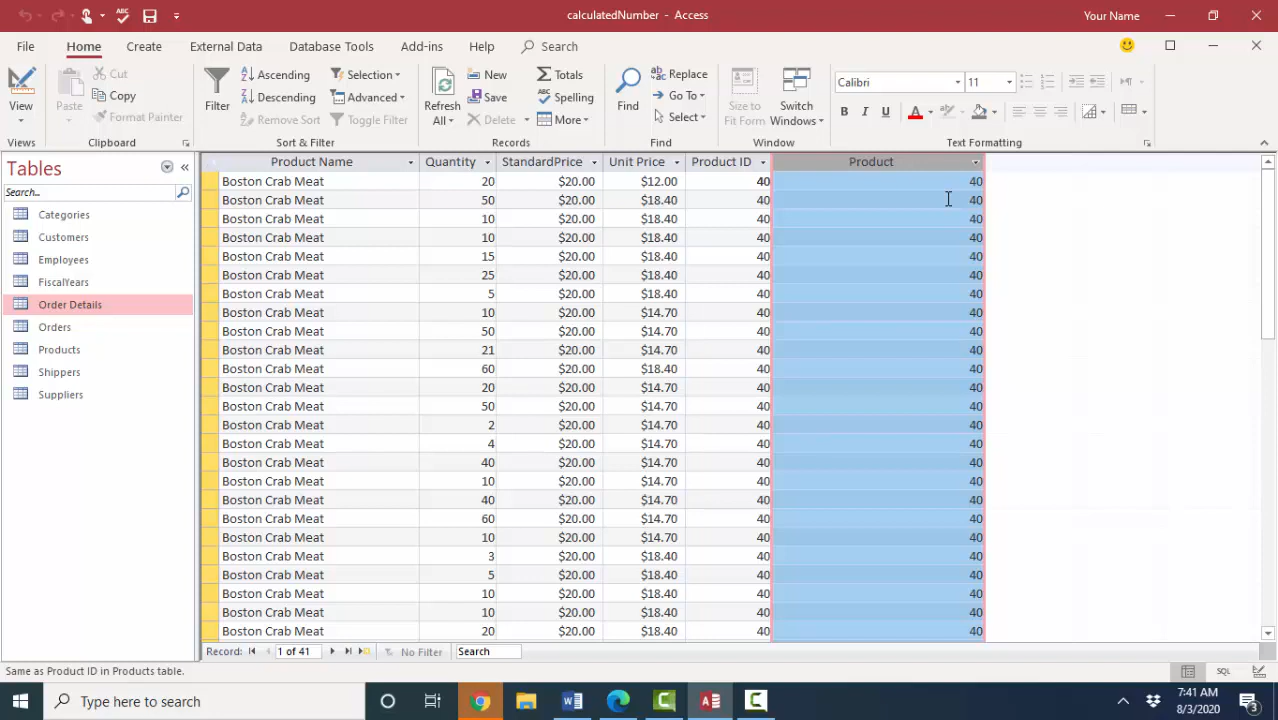 calculatedNumber - Access
Your Name
File Home Create External Data Database Tools Add-ins Help Search
View
Paste
Cut
Copy
Format Painter
Filter
Ascending
Descending
Remove Sort
Selection
Advanced
Toggle Filter
Refresh
All
New
Save
Delete
Totals
Spelling
More
Find
Replace
Go To
Select
Size to
Fit Form
Switch
Windows
Calibri
11
B I U A
Views Clipboard Sort & Filter Records Find Window Text Formatting
Tables
Search...
Categories
Customers
Employees
FiscalYears
Order Details
Orders
Products
Shippers
Suppliers
Product Name Quantity StandardPrice Unit Price Product ID Product
Boston Crab Meat 20 $20.00 $12.00 40 40
Boston Crab Meat 50 $20.00 $18.40 40 40
Boston Crab Meat 10 $20.00 $18.40 40 40
Boston Crab Meat 10 $20.00 $18.40 40 40
Boston Crab Meat 15 $20.00 $18.40 40 40
Boston Crab Meat 25 $20.00 $18.40 40 40
Boston Crab Meat 5 $20.00 $18.40 40 40
Boston Crab Meat 10 $20.00 $14.70 40 40
Boston Crab Meat 50 $20.00 $14.70 40 40
Boston Crab Meat 21 $20.00 $14.70 40 40
Boston Crab Meat 60 $20.00 $14.70 40 40
Boston Crab Meat 20 $20.00 $14.70 40 40
Boston Crab Meat 50 $20.00 $14.70 40 40
Boston Crab Meat 2 $20.00 $14.70 40 40
Boston Crab Meat 4 $20.00 $14.70 40 40
Boston Crab Meat 40 $20.00 $14.70 40 40
Boston Crab Meat 10 $20.00 $14.70 40 40
Boston Crab Meat 40 $20.00 $14.70 40 40
Boston Crab Meat 60 $20.00 $14.70 40 40
Boston Crab Meat 10 $20.00 $14.70 40 40
Boston Crab Meat 3 $20.00 $18.40 40 40
Boston Crab Meat 5 $20.00 $18.40 40 40
Boston Crab Meat 10 $20.00 $18.40 40 40
Boston Crab Meat 10 $20.00 $18.40 40 40
Boston Crab Meat 20 $20.00 $18.40 40 40
Record: 1 of 41 No Filter Search
Same as Product ID in Products table.
SQL
Type here to search
7:41 AM
8/3/2020
3